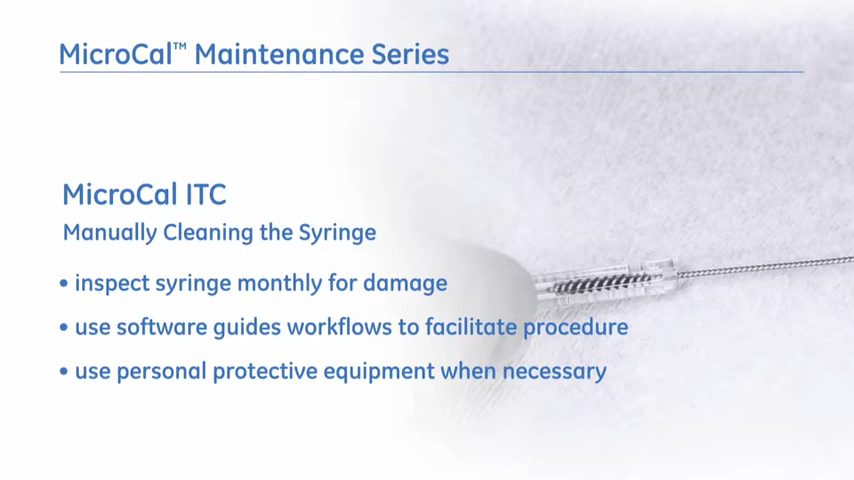 MicroCal™ Maintenance Series
MicroCal ITC
Manually Cleaning the Syringe
• inspect syringe monthly for damage
• use software guides workflows to facilitate procedure
• use personal protective equipment when necessary